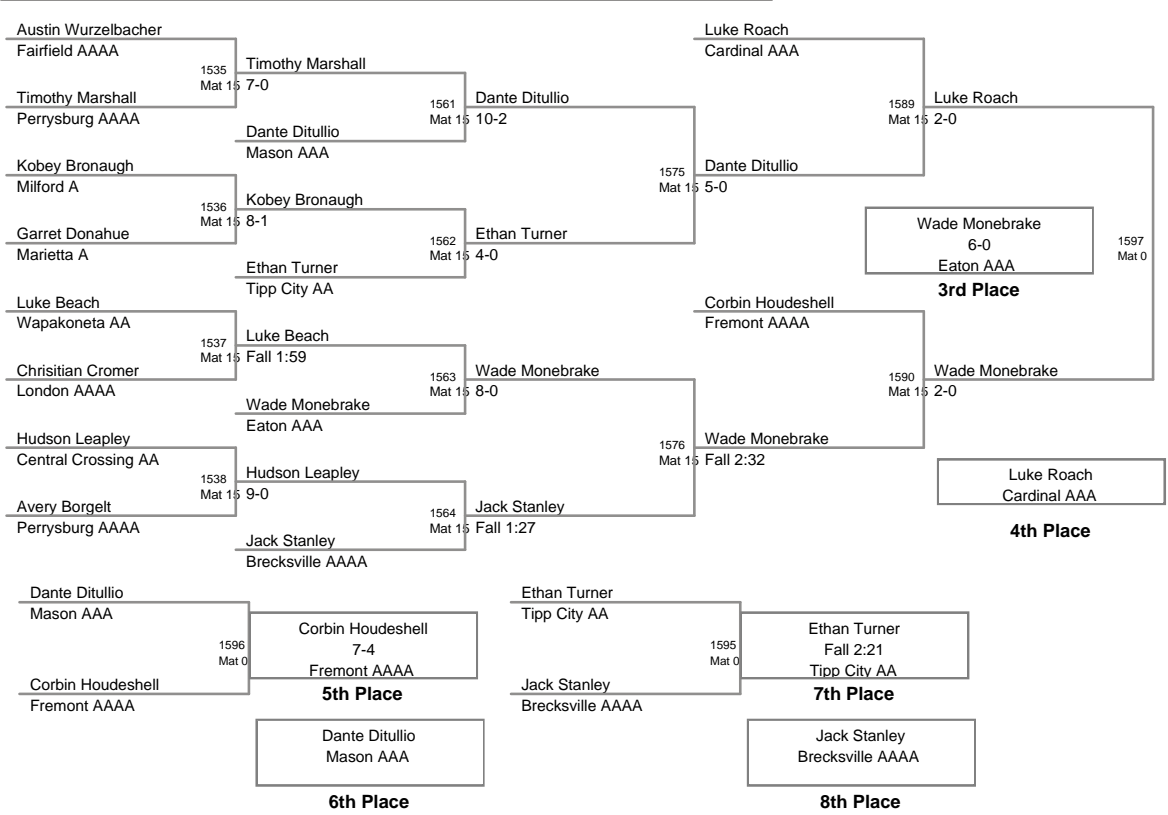 Austin Wurzelbacher
Fairfield AAAA
1535
Mat 15
Timothy Marshall
7-0
Timothy Marshall
Perrysburg AAAA
1561
Mat 15
Dante Ditullio
10-2
Dante Ditullio
Mason AAA
Kobey Bronaugh
Milford A
1536
Mat 15
Kobey Bronaugh
8-1
Garret Donahue
Marietta A
1562
Mat 15
Ethan Turner
4-0
Ethan Turner
Tipp City AA
1575
Mat 15
Dante Ditullio
5-0
Luke Beach
Wapakoneta AA
1537
Mat 15
Luke Beach
Fall 1:59
Chrisitian Cromer
London AAAA
1563
Mat 15
Wade Monebrake
8-0
Wade Monebrake
Eaton AAA
Hudson Leapley
Central Crossing AA
1538
Mat 15
Hudson Leapley
9-0
Avery Borgelt
Perrysburg AAAA
1564
Mat 15
Jack Stanley
Fall 1:27
Jack Stanley
Brecksville AAAA
1576
Mat 15
Wade Monebrake
Fall 2:32
Luke Roach
Cardinal AAA
1589
Mat 15
Luke Roach
2-0
Corbin Houdeshell
Fremont AAAA
1590
Mat 15
Wade Monebrake
2-0
1597
Mat 0
Wade Monebrake
6-0
Eaton AAA
3rd Place
Luke Roach
Cardinal AAA
4th Place
Dante Ditullio
Mason AAA
1596
Mat 0
Corbin Houdeshell
Fremont AAAA
Corbin Houdeshell
7-4
Fremont AAAA
5th Place
Dante Ditullio
Mason AAA
6th Place
Ethan Turner
Tipp City AA
1595
Mat 0
Jack Stanley
Brecksville AAAA
Ethan Turner
Fall 2:21
Tipp City AA
7th Place
Jack Stanley
Brecksville AAAA
8th Place